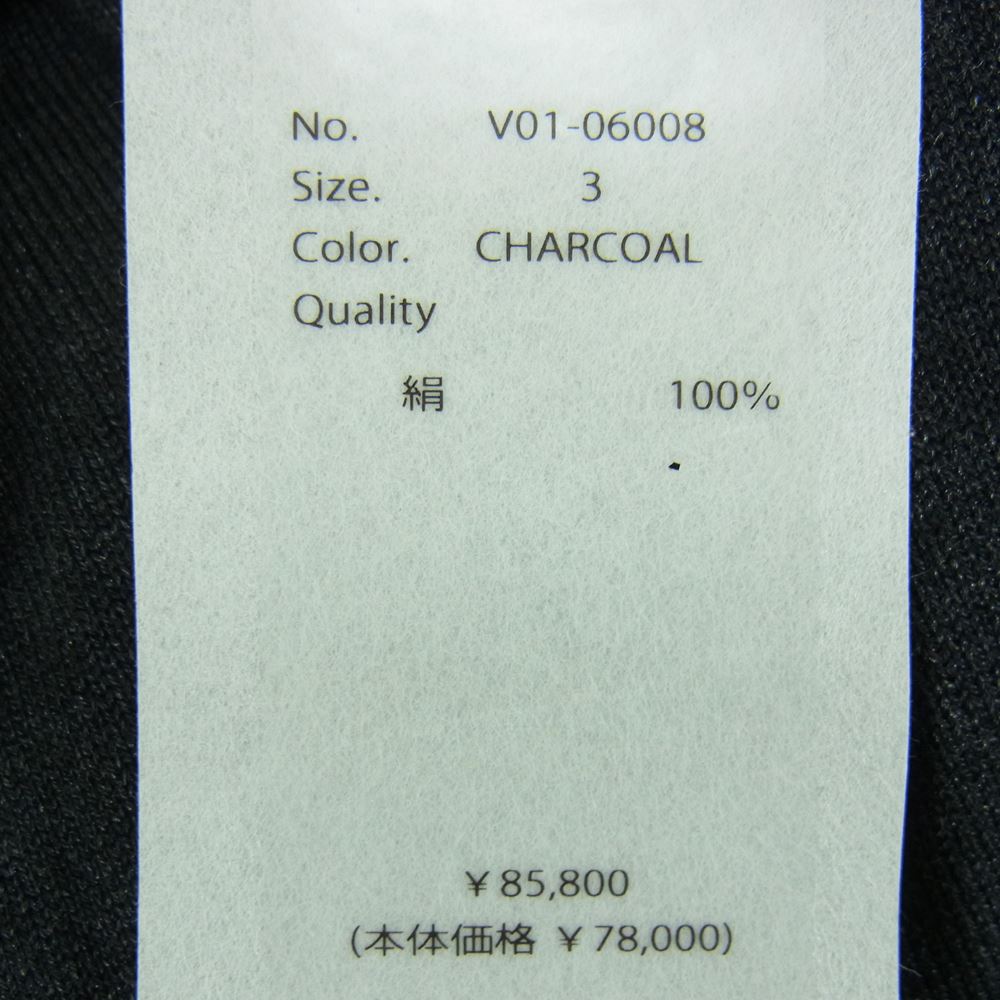 No. V01-06008
Size. 3
Color. CHARCOAL
Quality
絹 100%
¥85,800
(本体価格 ¥78,000)